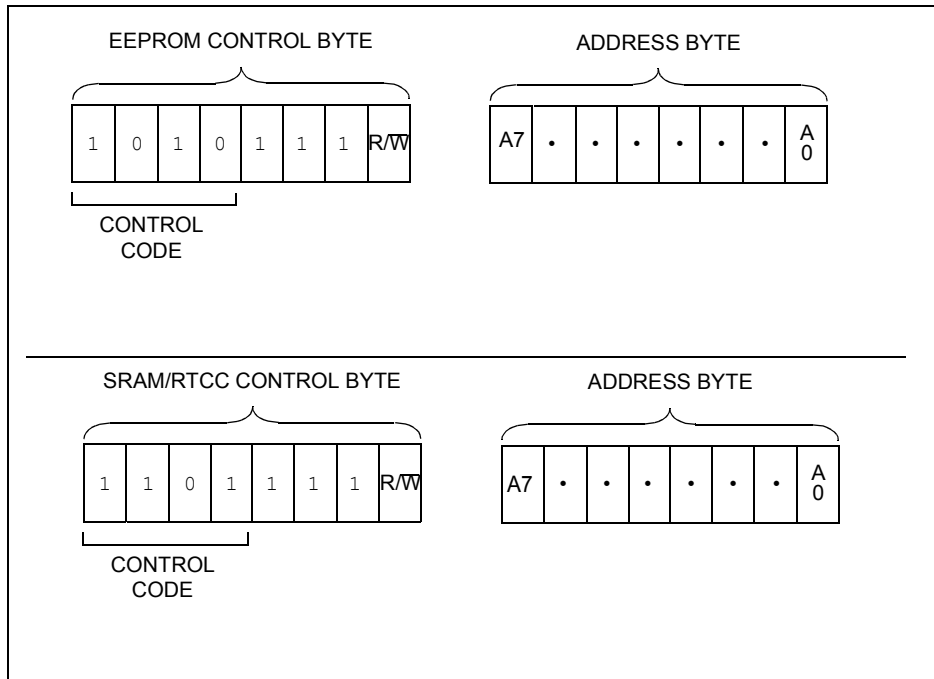 EEPROM CONTROL BYTE
ADDRESS BYTE
1 0 1 0 1 1 1 R/W̅
A7 • • • • • • A0
CONTROL
CODE
SRAM/RTCC CONTROL BYTE
ADDRESS BYTE
1 1 0 1 1 1 1 R/W̅
A7 • • • • • • A0
CONTROL
CODE